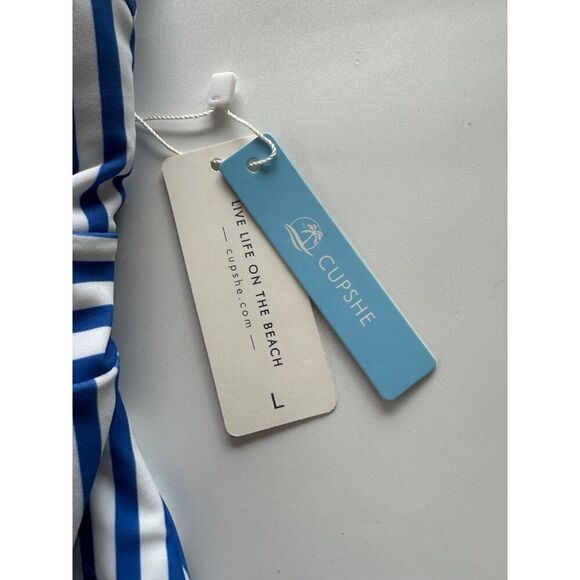 LIVE LIFE ON THE BEACH
— cupshe.com —
L
CUPSHE